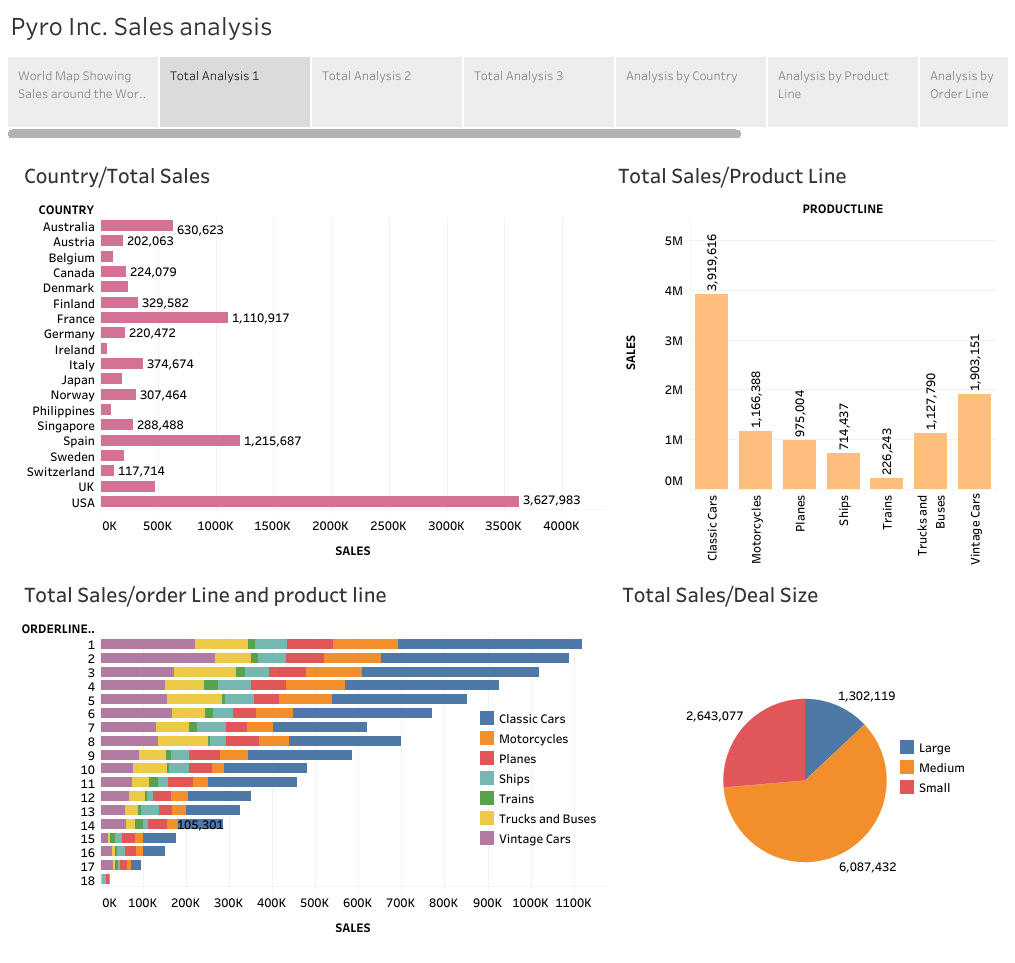 Pyro Inc. Sales analysis
World Map Showing
Sales around the Wor..
Total Analysis 1
Total Analysis 2
Total Analysis 3
Analysis by Country
Analysis by Product
Line
Analysis by
Order Line
Country/Total Sales
COUNTRY
Australia 630,623
Austria 202,063
Belgium
Canada 224,079
Denmark
Finland 329,582
France 1,110,917
Germany 220,472
Ireland
Italy 374,674
Japan
Norway 307,464
Philippines
Singapore 288,488
Spain 1,215,687
Sweden
Switzerland 117,714
UK
USA 3,627,983
0K 500K 1000K 1500K 2000K 2500K 3000K 3500K 4000K
SALES
Total Sales/Product Line
PRODUCTLINE
5M
4M
3M
2M
1M
0M
SALES
3,919,616
1,166,388
975,004
714,437
226,243
1,127,790
1,903,151
Classic Cars
Motorcycles
Planes
Ships
Trains
Trucks and
Buses
Vintage Cars
Total Sales/order Line and product line
ORDERLINE..
1
2
3
4
5
6
7
8
9
10
11
12
13
14 105,301
15
16
17
18
0K 100K 200K 300K 400K 500K 600K 700K 800K 900K 1000K 1100K
SALES
Classic Cars
Motorcycles
Planes
Ships
Trains
Trucks and Buses
Vintage Cars
Total Sales/Deal Size
1,302,119
2,643,077
6,087,432
Large
Medium
Small